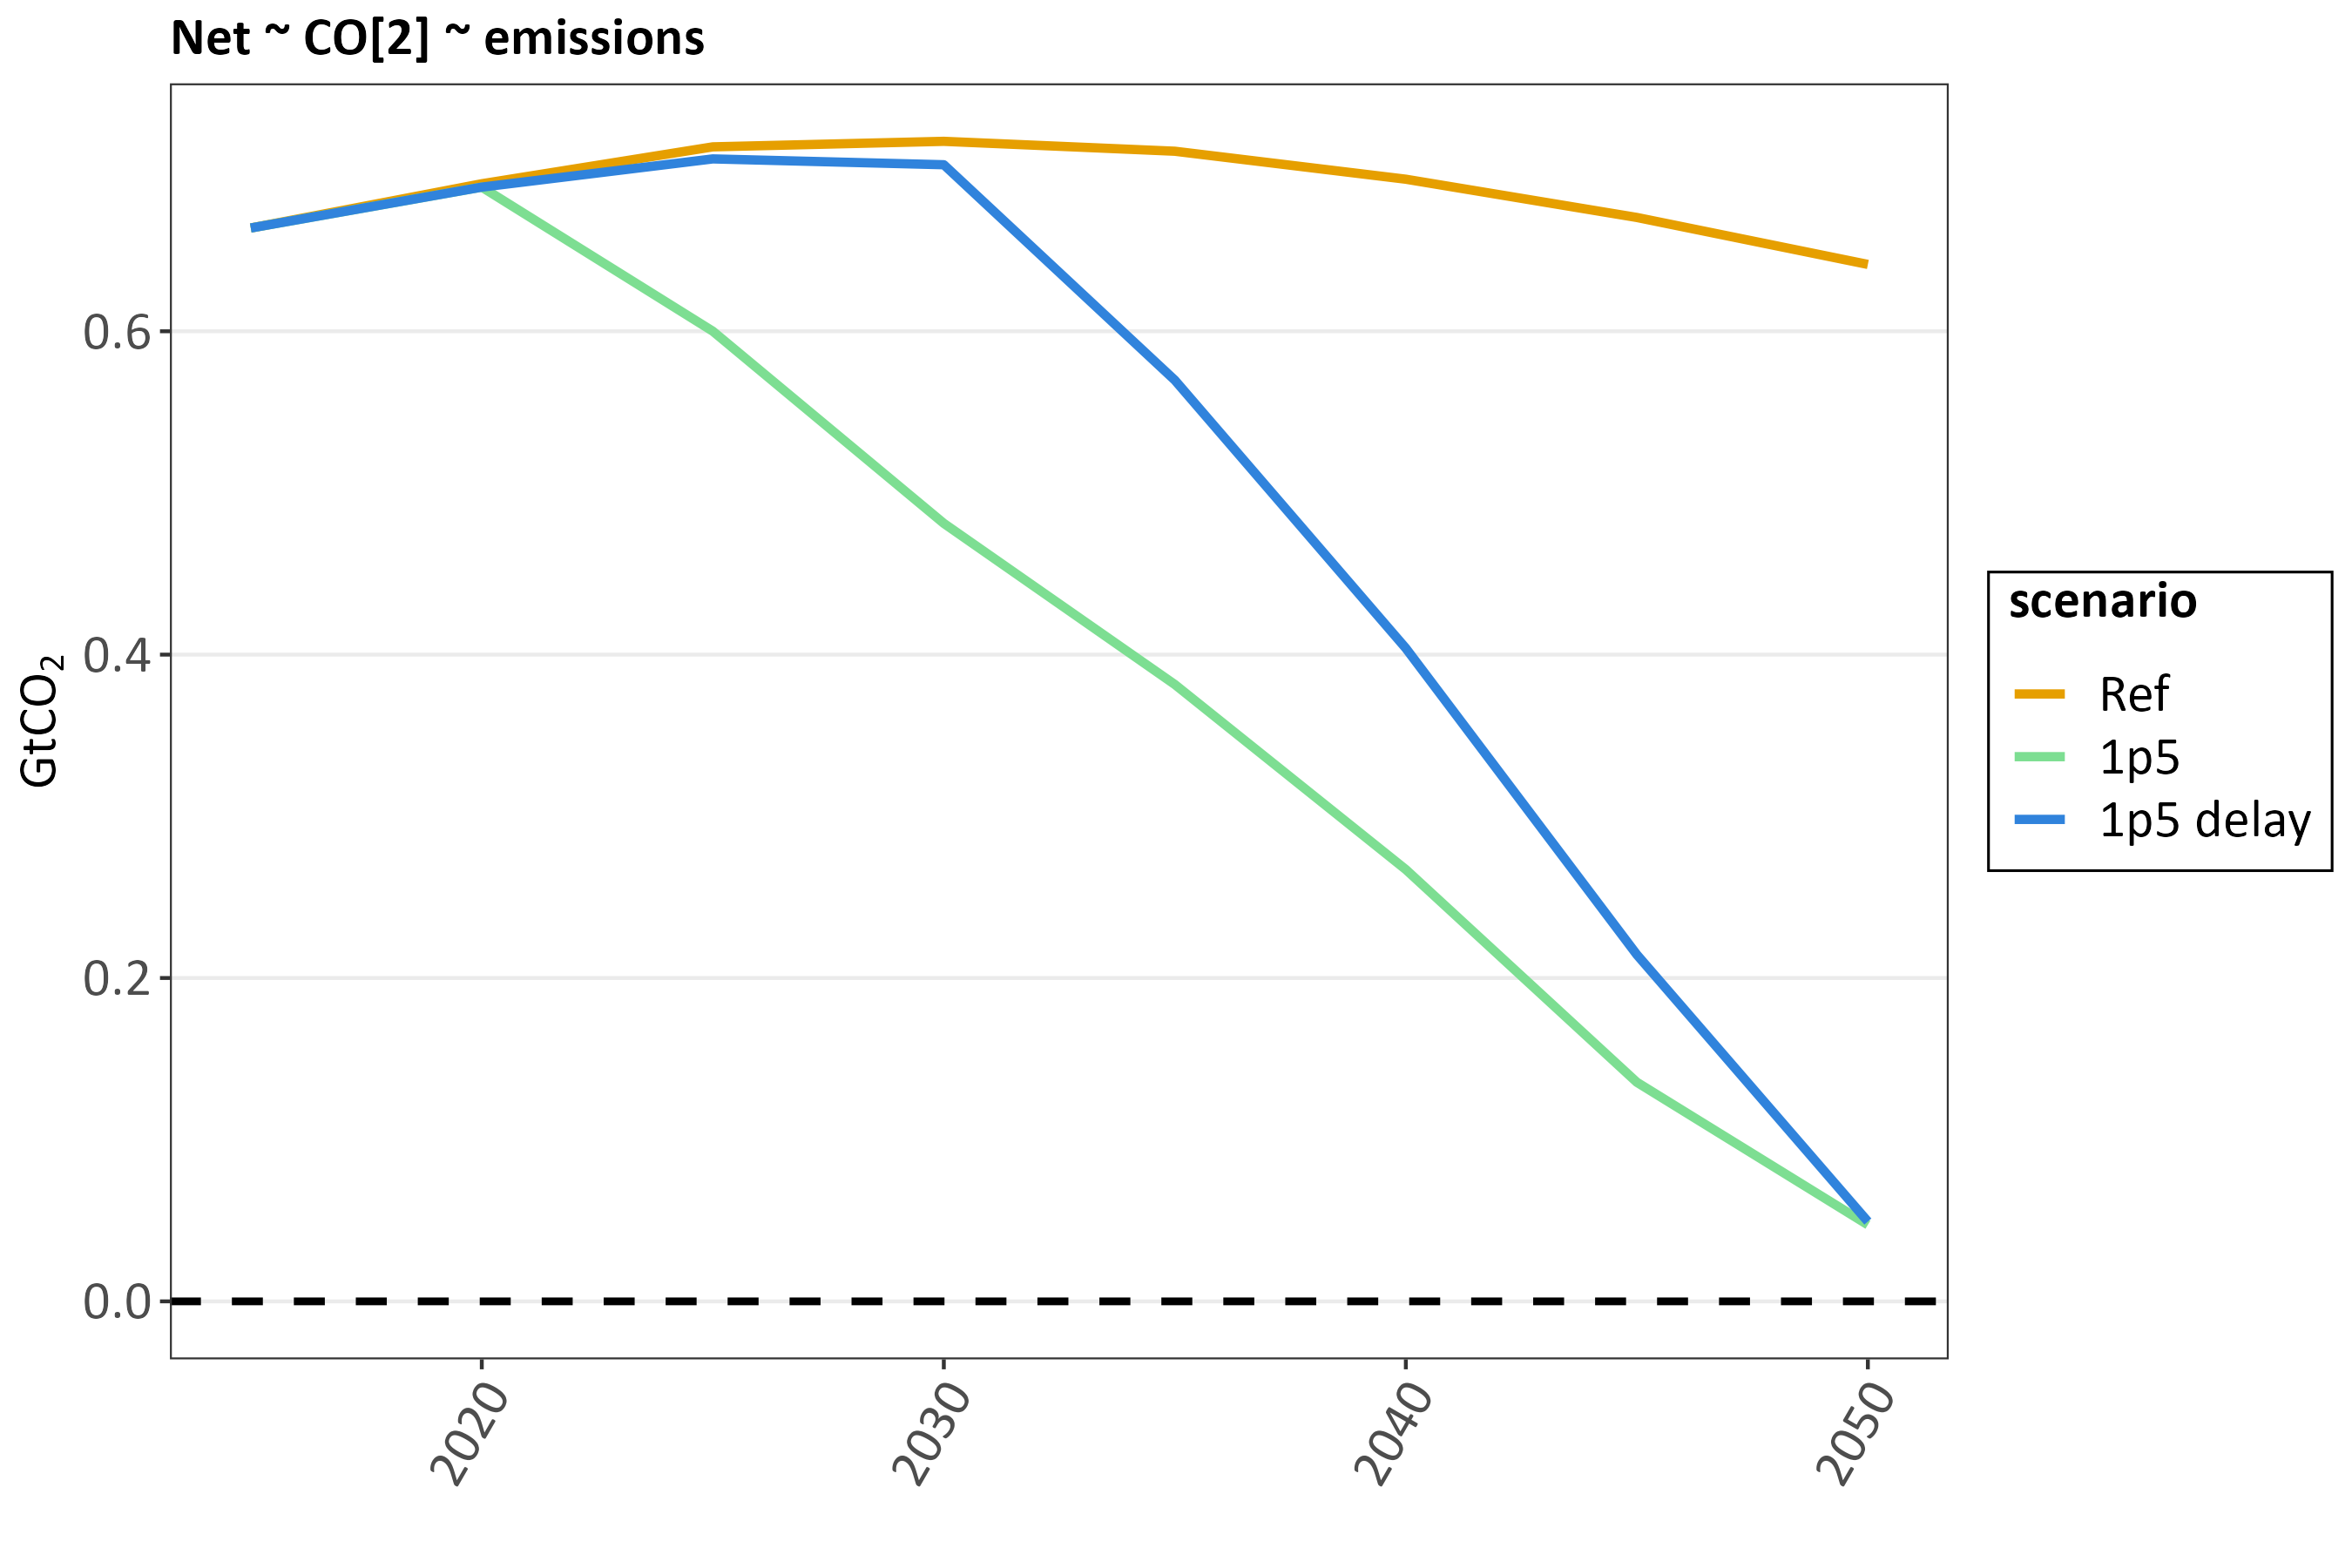 Net ~ CO[2] ~ emissions
GtCO₂
0.6
0.4
0.2
0.0
2020
2030
2040
2050
scenario
Ref
1p5
1p5 delay